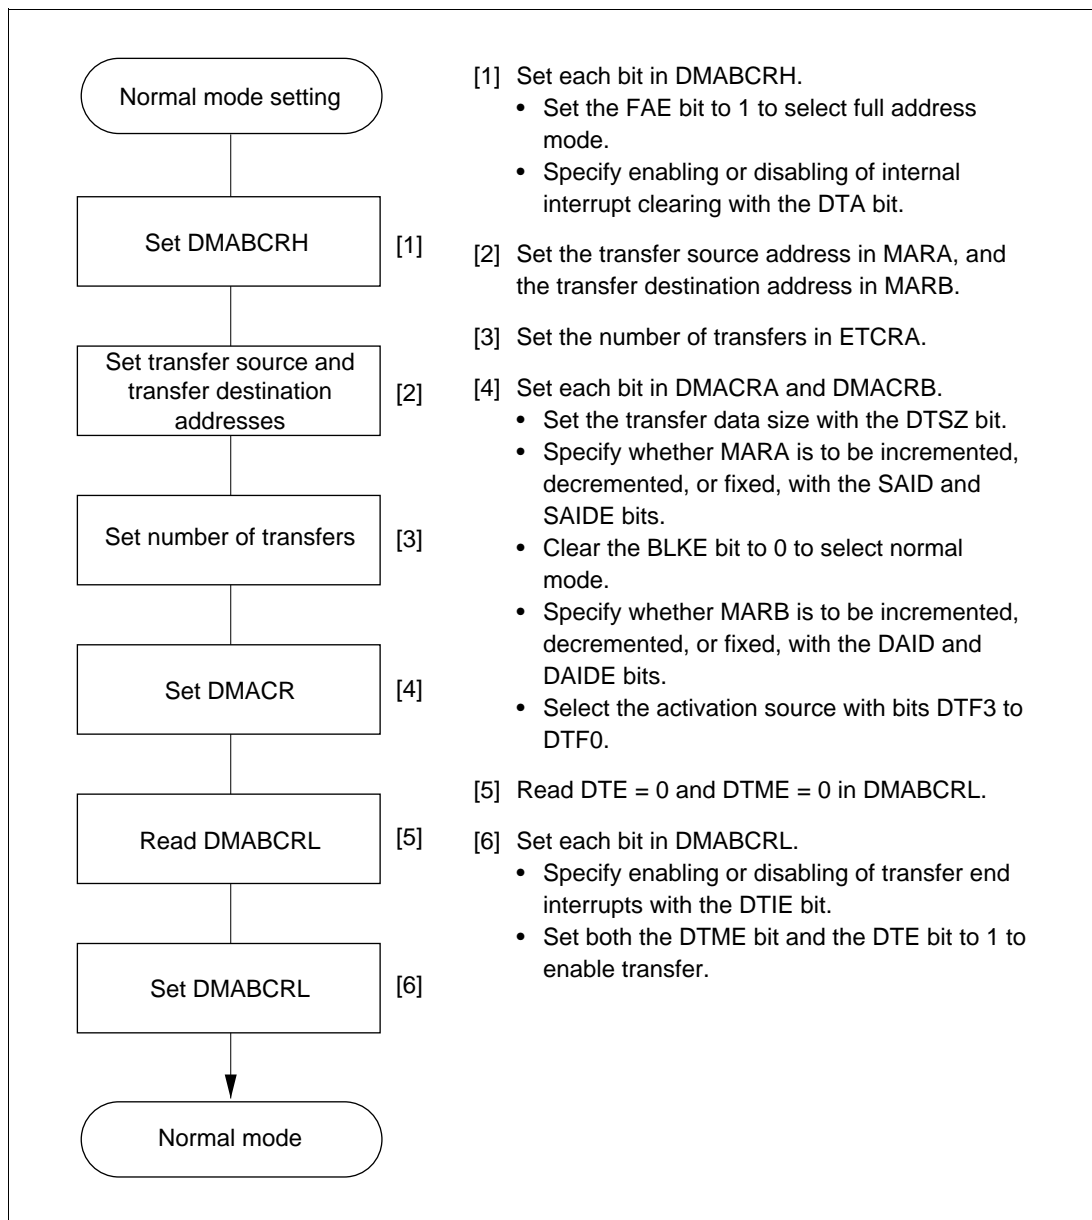 Normal mode setting
Set DMABCRH
[1]
Set transfer source and
transfer destination
addresses
[2]
Set number of transfers
[3]
Set DMACR
[4]
Read DMABCRL
[5]
Set DMABCRL
[6]
Normal mode
[1] Set each bit in DMABCRH.
• Set the FAE bit to 1 to select full address
mode.
• Specify enabling or disabling of internal
interrupt clearing with the DTA bit.
[2] Set the transfer source address in MARA, and
the transfer destination address in MARB.
[3] Set the number of transfers in ETCRA.
[4] Set each bit in DMACRA and DMACRB.
• Set the transfer data size with the DTSZ bit.
• Specify whether MARA is to be incremented,
decremented, or fixed, with the SAID and
SAIDE bits.
• Clear the BLKE bit to 0 to select normal
mode.
• Specify whether MARB is to be incremented,
decremented, or fixed, with the DAID and
DAIDE bits.
• Select the activation source with bits DTF3 to
DTF0.
[5] Read DTE = 0 and DTME = 0 in DMABCRL.
[6] Set each bit in DMABCRL.
• Specify enabling or disabling of transfer end
interrupts with the DTIE bit.
• Set both the DTME bit and the DTE bit to 1 to
enable transfer.